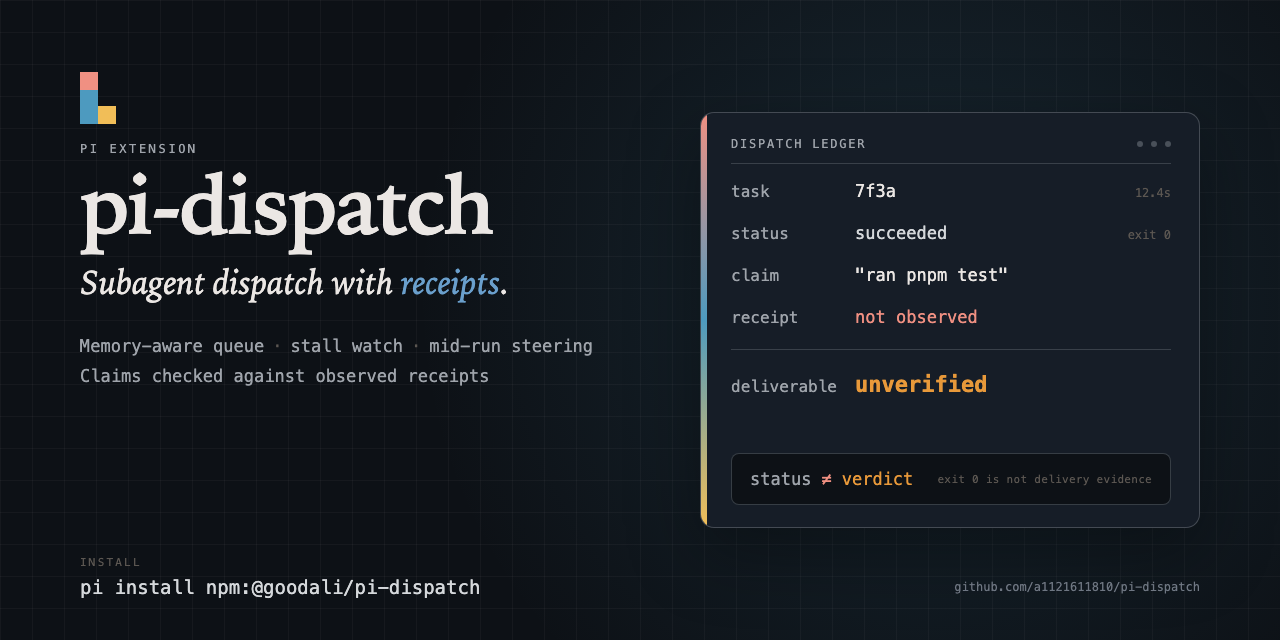 PI EXTENSION
pi-dispatch
Subagent dispatch with receipts.
Memory-aware queue · stall watch · mid-run steering
Claims checked against observed receipts
DISPATCH LEDGER
task 7f3a 12.4s
status succeeded exit 0
claim "ran pnpm test"
receipt not observed
deliverable unverified
status ≠ verdict exit 0 is not delivery evidence
INSTALL
pi install npm:@goodali/pi-dispatch
github.com/a1121611810/pi-dispatch